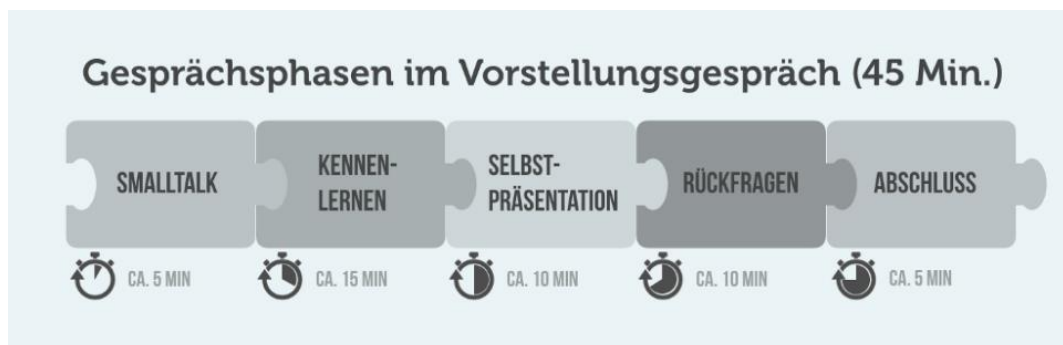 Gesprächsphasen im Vorstellungsgespräch (45 Min.)
SMALLTALK
KENNEN-
LERNEN
SELBST-
PRÄSENTATION
RÜCKFRAGEN
ABSCHLUSS
CA. 5 MIN
CA. 15 MIN
CA. 10 MIN
CA. 10 MIN
CA. 5 MIN